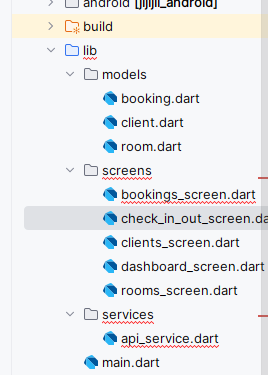 android [jijijii_android]
build
lib
models
booking.dart
client.dart
room.dart
screens
bookings_screen.dart
check_in_out_screen.da
clients_screen.dart
dashboard_screen.dart
rooms_screen.dart
services
api_service.dart
main.dart